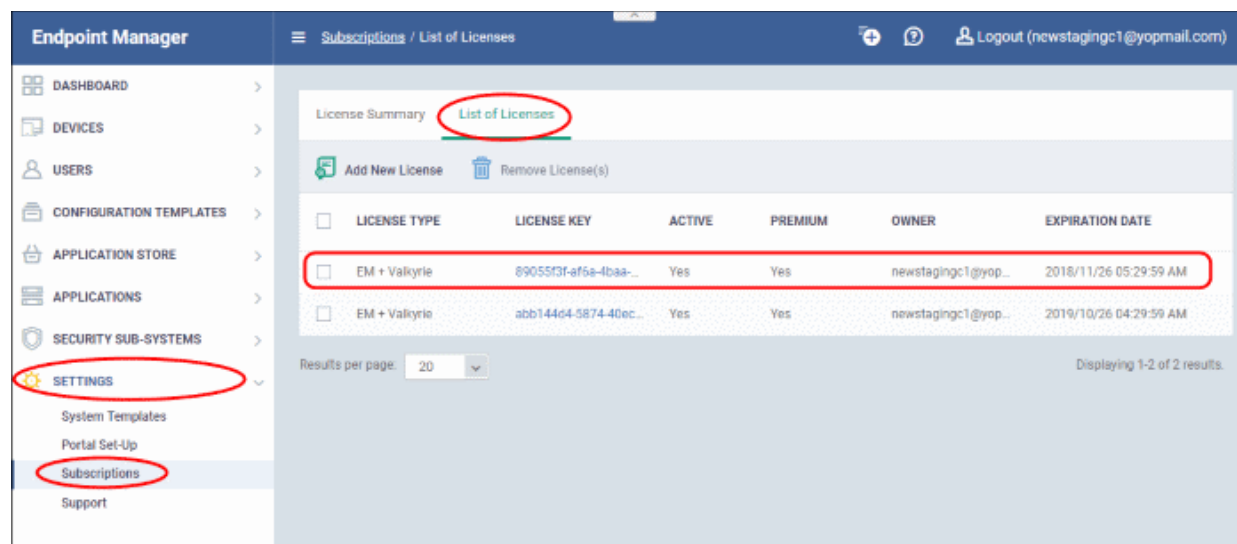 Endpoint Manager
Subscriptions / List of Licenses
Logout (newstagingc1@yopmail.com)
DASHBOARD
DEVICES
USERS
CONFIGURATION TEMPLATES
APPLICATION STORE
APPLICATIONS
SECURITY SUB-SYSTEMS
SETTINGS
System Templates
Portal Set-Up
Subscriptions
Support
License Summary List of Licenses
Add New License Remove License(s)
LICENSE TYPE LICENSE KEY ACTIVE PREMIUM OWNER EXPIRATION DATE
EM + Valkyrie 89055f3f-af6a-4baa-... Yes Yes newstagingc1@yop... 2018/11/26 05:29:59 AM
EM + Valkyrie abb144d4-5874-40ec... Yes Yes newstagingc1@yop... 2019/10/26 04:29:59 AM
Results per page: 20 Displaying 1-2 of 2 results.